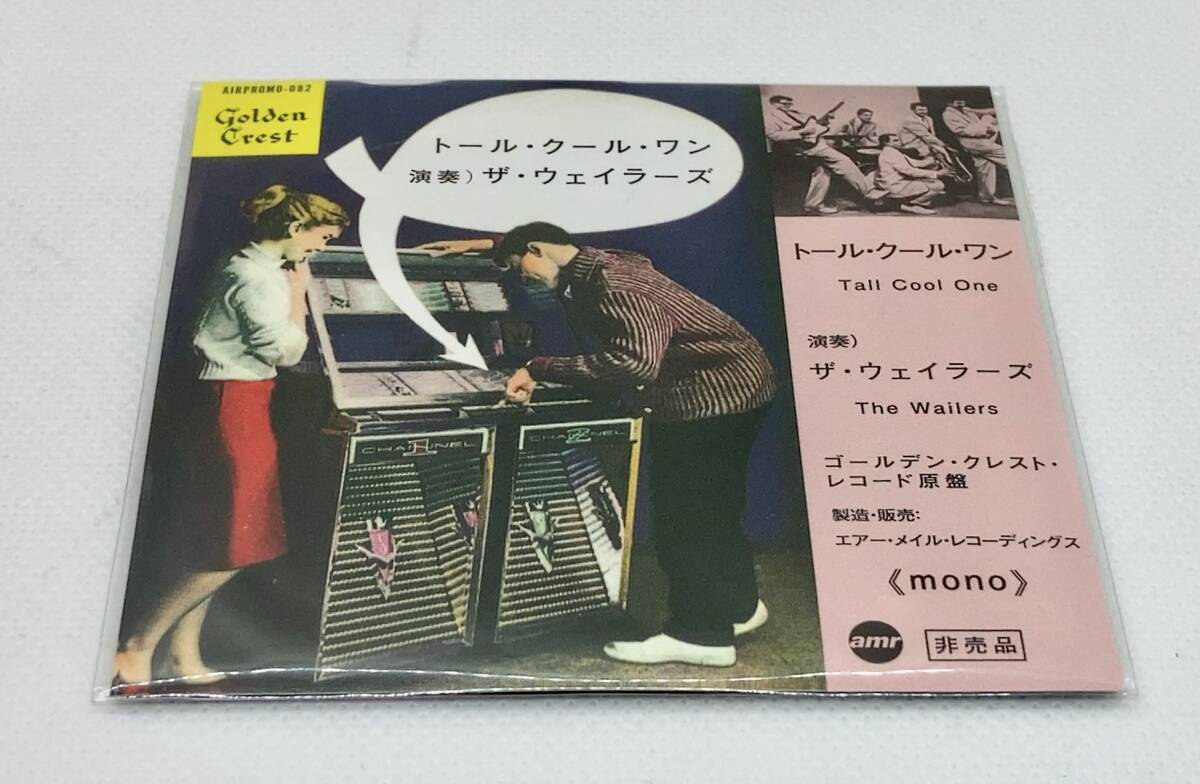 AIRPROMO-082
Golden
Crest
トール・クール・ワン
演奏）ザ・ウェイラーズ
CHANNEL
CHANNEL
トール・クール・ワン
Tall Cool One
演奏）
ザ・ウェイラーズ
The Wailers
ゴールデン・クレスト・
レコード原盤
製造・販売：
エアー・メイル・レコーディングス
《mono》
amr
非売品